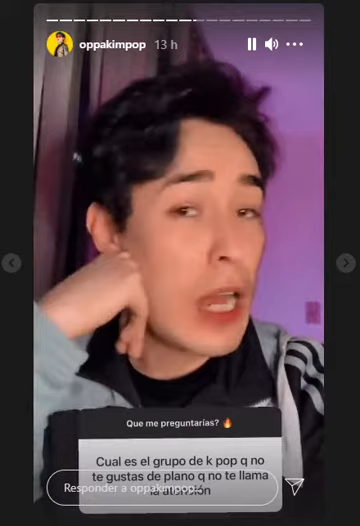 oppakimpop 13 h
Que me preguntarías? 🔥
Cual es el grupo de k pop q no
te gustas de plano q no te llama
la atención
Responder a oppakimpop...